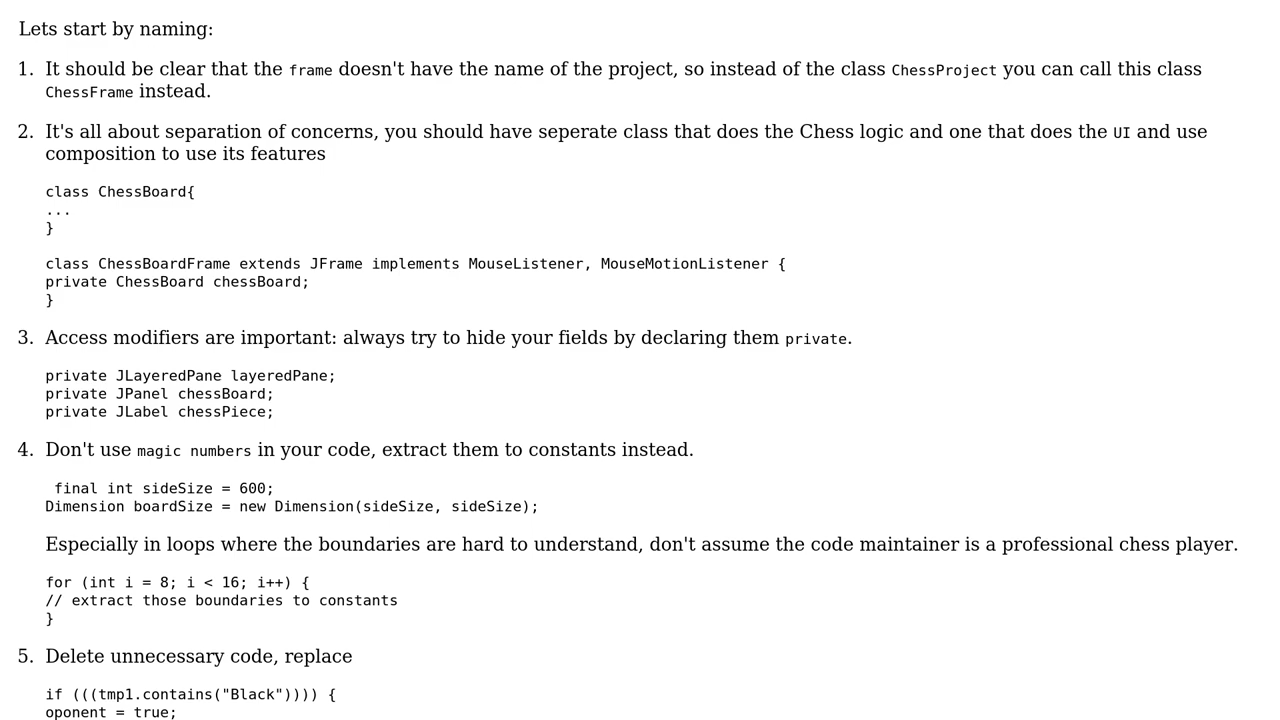 Lets start by naming:
1. It should be clear that the frame doesn't have the name of the project, so instead of the class ChessProject you can call this class
ChessFrame instead.
2. It's all about separation of concerns, you should have seperate class that does the Chess logic and one that does the UI and use
composition to use its features
class ChessBoard{
...
}
class ChessBoardFrame extends JFrame implements MouseListener, MouseMotionListener {
private ChessBoard chessBoard;
}
3. Access modifiers are important: always try to hide your fields by declaring them private.
private JLayeredPane layeredPane;
private JPanel chessBoard;
private JLabel chessPiece;
4. Don't use magic numbers in your code, extract them to constants instead.
final int sideSize = 600;
Dimension boardSize = new Dimension(sideSize, sideSize);
Especially in loops where the boundaries are hard to understand, don't assume the code maintainer is a professional chess player.
for (int i = 8; i < 16; i++) {
// extract those boundaries to constants
}
5. Delete unnecessary code, replace
if (((tmp1.contains("Black")))) {
oponent = true;